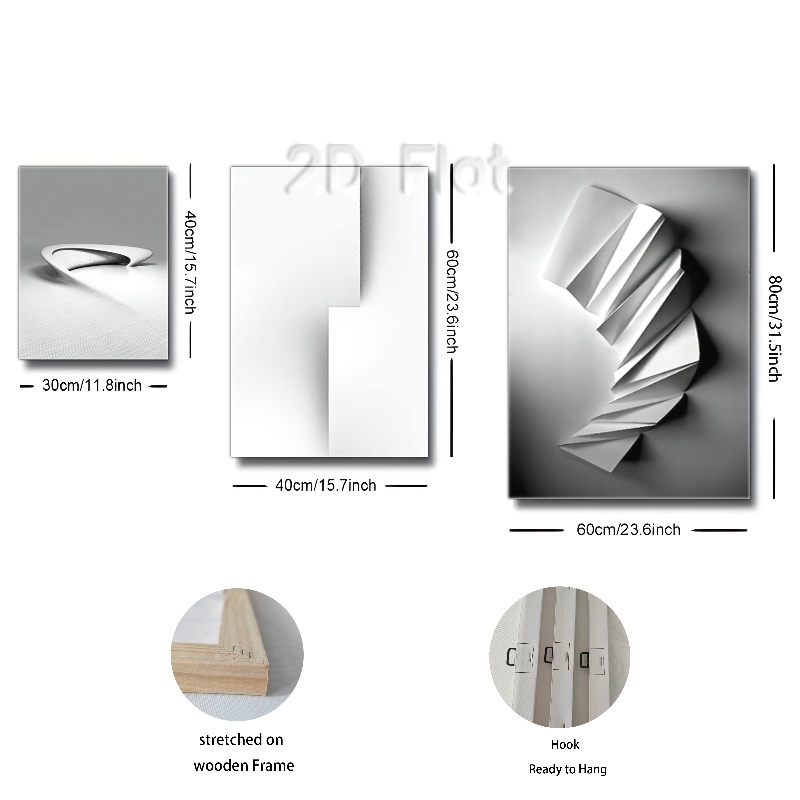 2D Flat
40cm/15.7inch
60cm/23.6inch
80cm/31.5inch
30cm/11.8inch
40cm/15.7inch
60cm/23.6inch
stretched on
wooden Frame
Hook
Ready to Hang